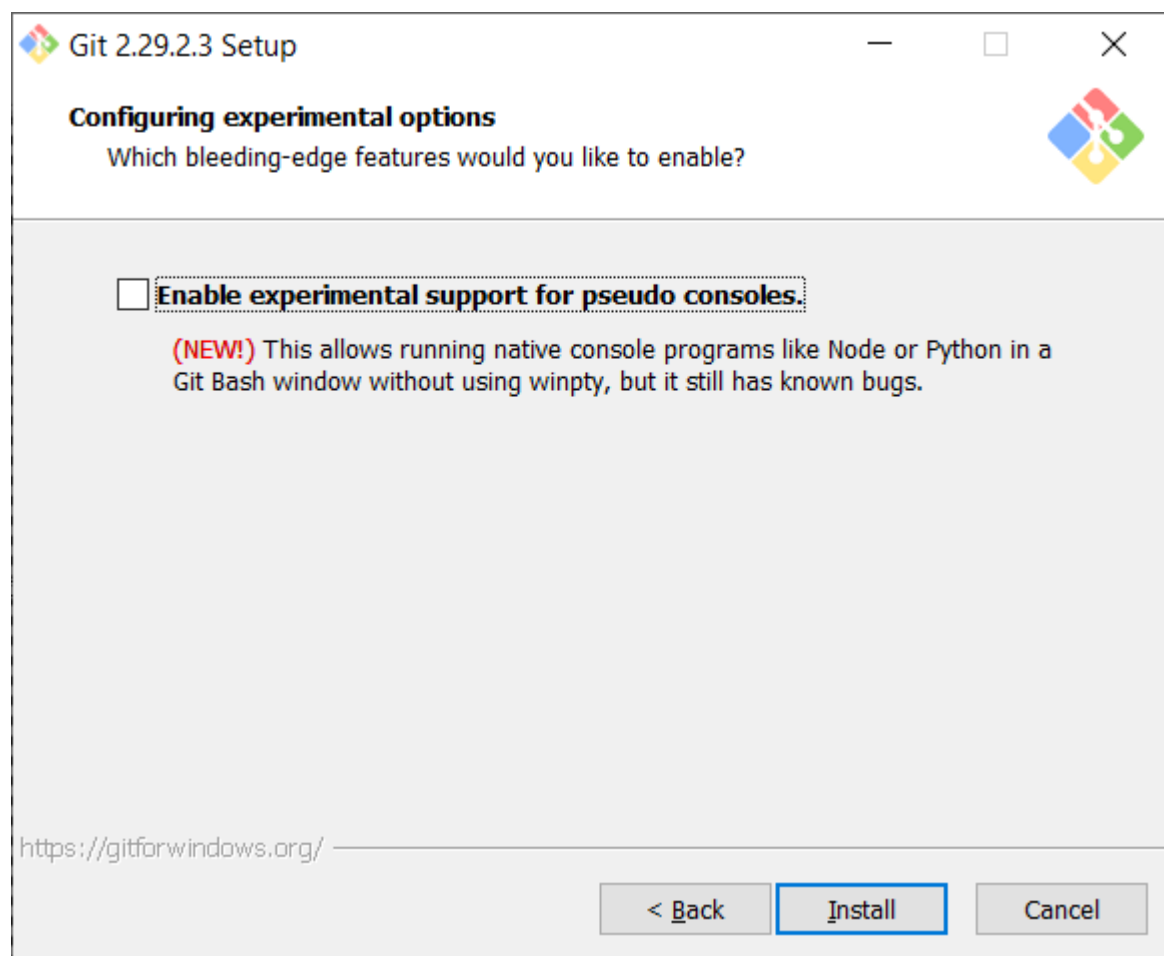 Git 2.29.2.3 Setup
Configuring experimental options
Which bleeding-edge features would you like to enable?
Enable experimental support for pseudo consoles.
(NEW!) This allows running native console programs like Node or Python in a
Git Bash window without using winpty, but it still has known bugs.
https://gitforwindows.org/
< Back
Install
Cancel